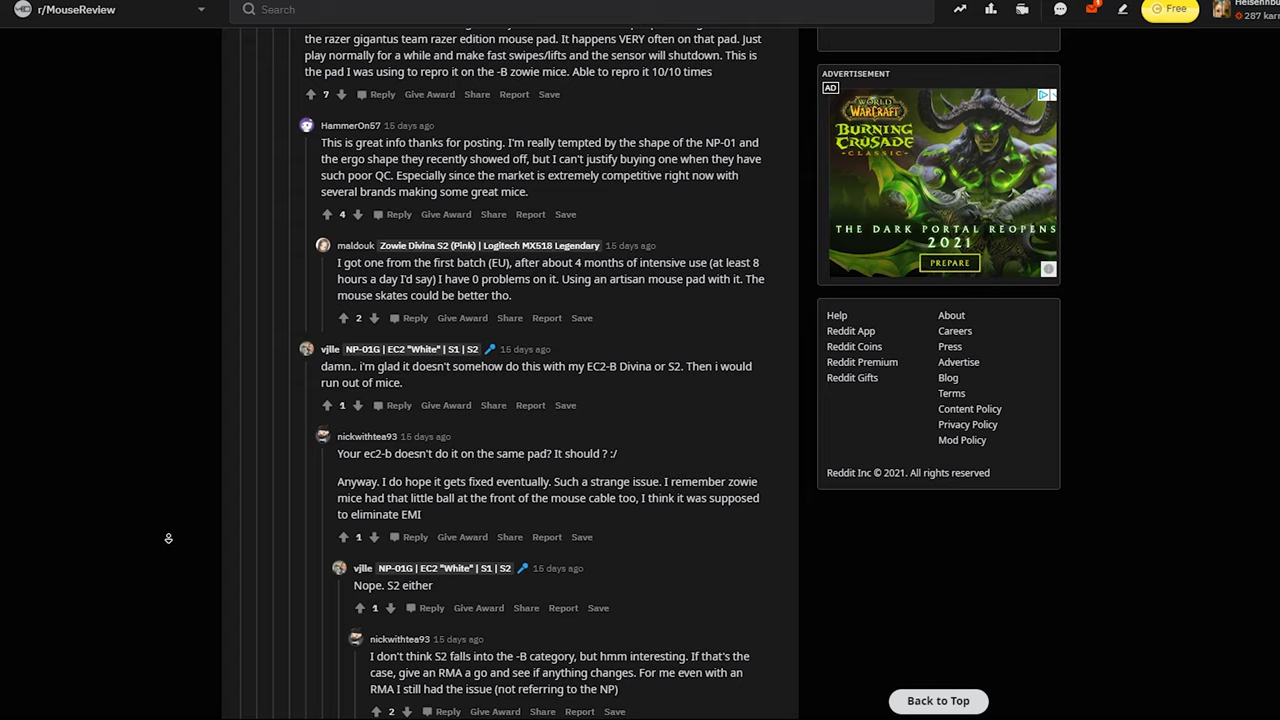 r/MouseReview
Search
Free
287 kar
the razer gigantus team razer edition mouse pad. It happens VERY often on that pad. Just
play normally for a while and make fast swipes/lifts and the sensor will shutdown. This is
the pad I was using to repro it on the -B zowie mice. Able to repro it 10/10 times
7 Reply Give Award Share Report Save
HammerOn57 15 days ago
This is great info thanks for posting. I'm really tempted by the shape of the NP-01 and
the ergo shape they recently showed off, but I can't justify buying one when they have
such poor QC. Especially since the market is extremely competitive right now with
several brands making some great mice.
4 Reply Give Award Share Report Save
maldouk Zowie Divina S2 (Pink) | Logitech MX518 Legendary 15 days ago
I got one from the first batch (EU), after about 4 months of intensive use (at least 8
hours a day I'd say) I have 0 problems on it. Using an artisan mouse pad with it. The
mouse skates could be better tho.
2 Reply Give Award Share Report Save
vjlle NP-01G | EC2 "White" | S1 | S2 15 days ago
damn.. i'm glad it doesn't somehow do this with my EC2-B Divina or S2. Then i would
run out of mice.
1 Reply Give Award Share Report Save
nickwithtea93 15 days ago
Your ec2-b doesn't do it on the same pad? It should ? :/
Anyway. I do hope it gets fixed eventually. Such a strange issue. I remember zowie
mice had that little ball at the front of the mouse cable too, I think it was supposed
to eliminate EMI
1 Reply Give Award Share Report Save
vjlle NP-01G | EC2 "White" | S1 | S2 15 days ago
Nope. S2 either
1 Reply Give Award Share Report Save
nickwithtea93 15 days ago
I don't think S2 falls into the -B category, but hmm interesting. If that's the
case, give an RMA a go and see if anything changes. For me even with an
RMA I still had the issue (not referring to the NP)
2 Reply Give Award Share Report Save
ADVERTISEMENT
AD
WORLD OF WARCRAFT
BURNING
CRUSADE
CLASSIC
THE DARK PORTAL REOPENS
2021
PREPARE
Help About
Reddit App Careers
Reddit Coins Press
Reddit Premium Advertise
Reddit Gifts Blog
Terms
Content Policy
Privacy Policy
Mod Policy
Reddit Inc © 2021. All rights reserved
Back to Top